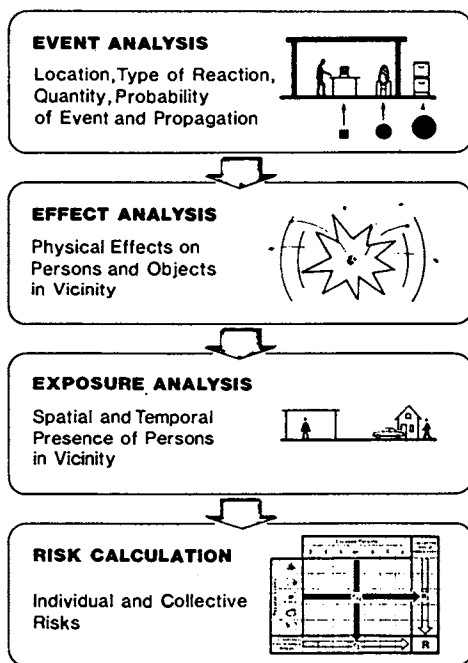 EVENT ANALYSIS
Location, Type of Reaction,
Quantity, Probability
of Event and Propagation
EFFECT ANALYSIS
Physical Effects on
Persons and Objects
in Vicinity
EXPOSURE ANALYSIS
Spatial and Temporal
Presence of Persons
in Vicinity
RISK CALCULATION
Individual and Collective
Risks
R